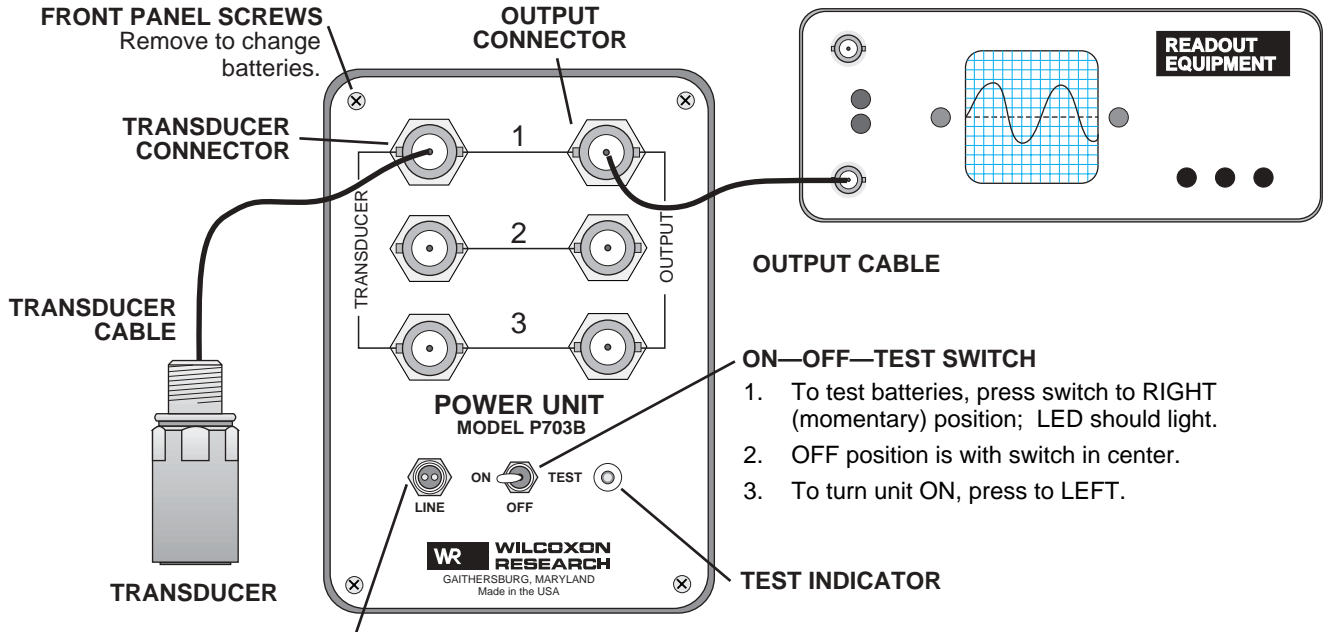 FRONT PANEL SCREWS
Remove to change
batteries.
OUTPUT
CONNECTOR
READOUT
EQUIPMENT
TRANSDUCER
CONNECTOR
1
TRANSDUCER
2
OUTPUT
3
OUTPUT CABLE
TRANSDUCER
CABLE
ON—OFF—TEST SWITCH
1. To test batteries, press switch to RIGHT
(momentary) position; LED should light.
2. OFF position is with switch in center.
3. To turn unit ON, press to LEFT.
POWER UNIT
MODEL P703B
ON
TEST
LINE
OFF
WR WILCOXON
RESEARCH
GAITHERSBURG, MARYLAND
Made in the USA
TRANSDUCER
TEST INDICATOR